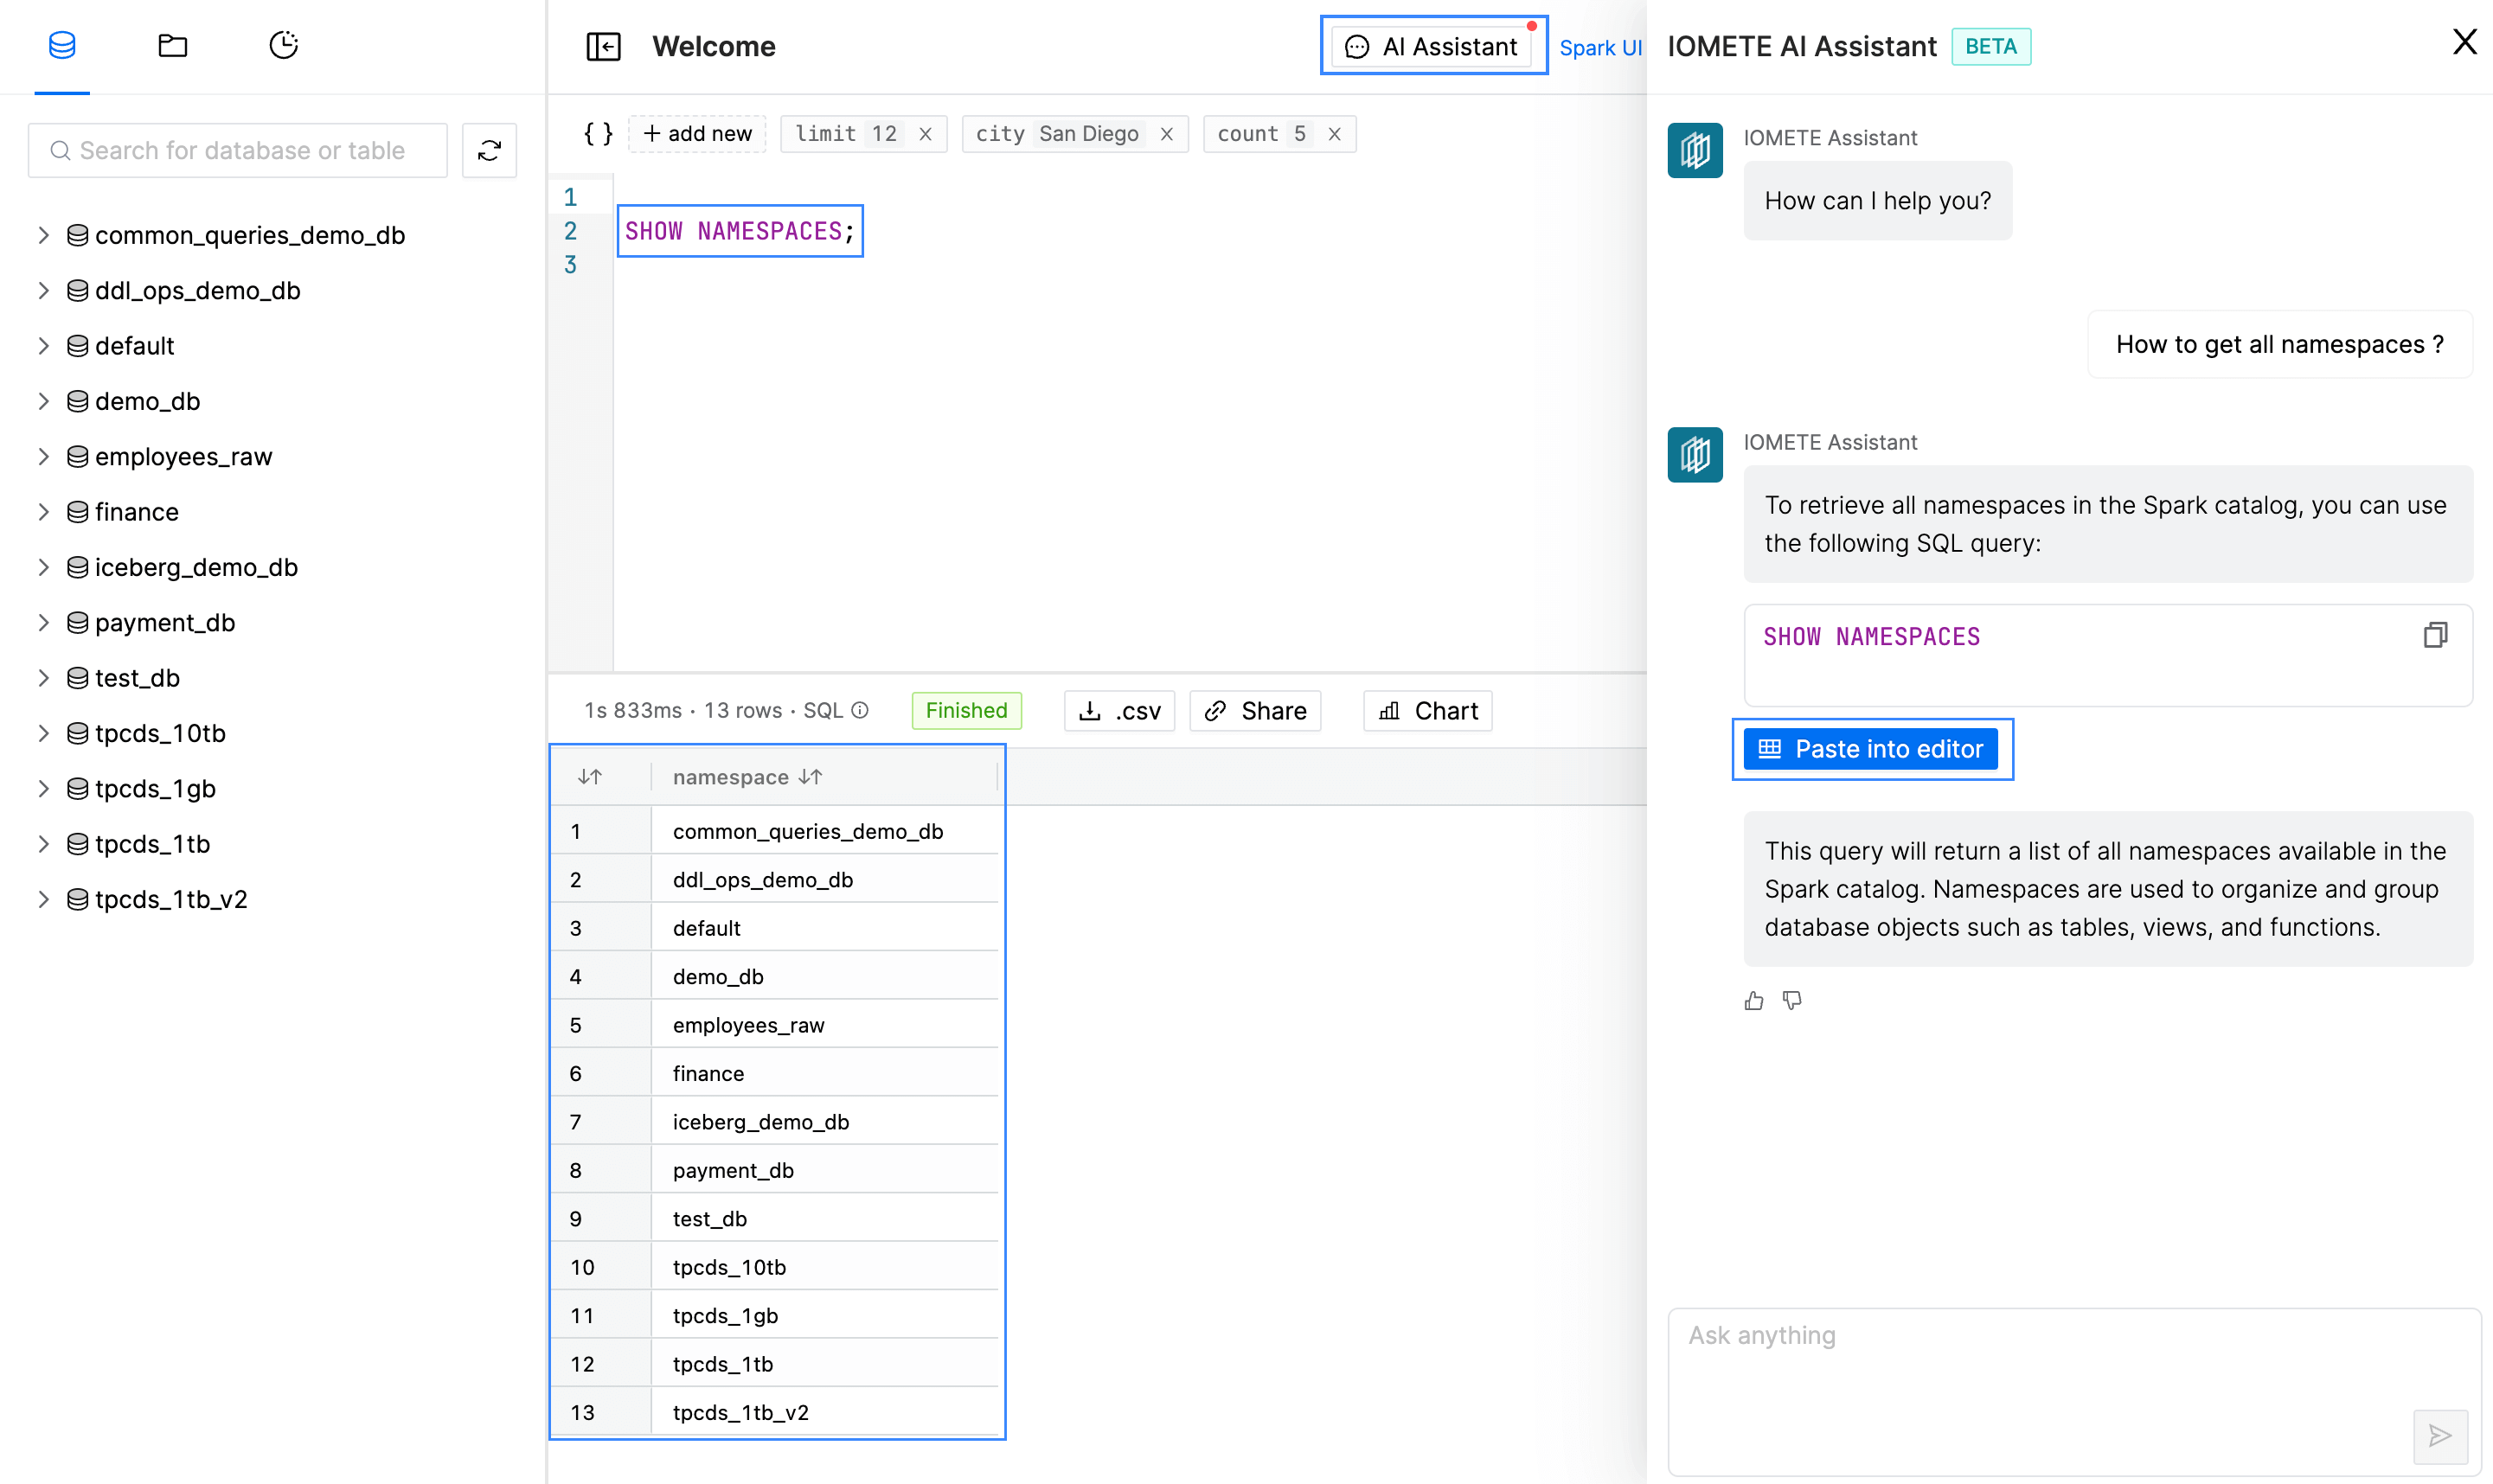 Search for database or table
common_queries_demo_db
ddl_ops_demo_db
default
demo_db
employees_raw
finance
iceberg_demo_db
payment_db
test_db
tpcds_10tb
tpcds_1gb
tpcds_1tb
tpcds_1tb_v2
Welcome
AI Assistant
Spark UI
{ } + add new limit 12 city San Diego count 5
1
2 SHOW NAMESPACES;
3
1s 833ms · 13 rows · SQL
Finished
.csv
Share
Chart
namespace
1 common_queries_demo_db
2 ddl_ops_demo_db
3 default
4 demo_db
5 employees_raw
6 finance
7 iceberg_demo_db
8 payment_db
9 test_db
10 tpcds_10tb
11 tpcds_1gb
12 tpcds_1tb
13 tpcds_1tb_v2
IOMETE AI Assistant BETA
IOMETE Assistant
How can I help you?
How to get all namespaces ?
IOMETE Assistant
To retrieve all namespaces in the Spark catalog, you can use
the following SQL query:
SHOW NAMESPACES
Paste into editor
This query will return a list of all namespaces available in the
Spark catalog. Namespaces are used to organize and group
database objects such as tables, views, and functions.
Ask anything